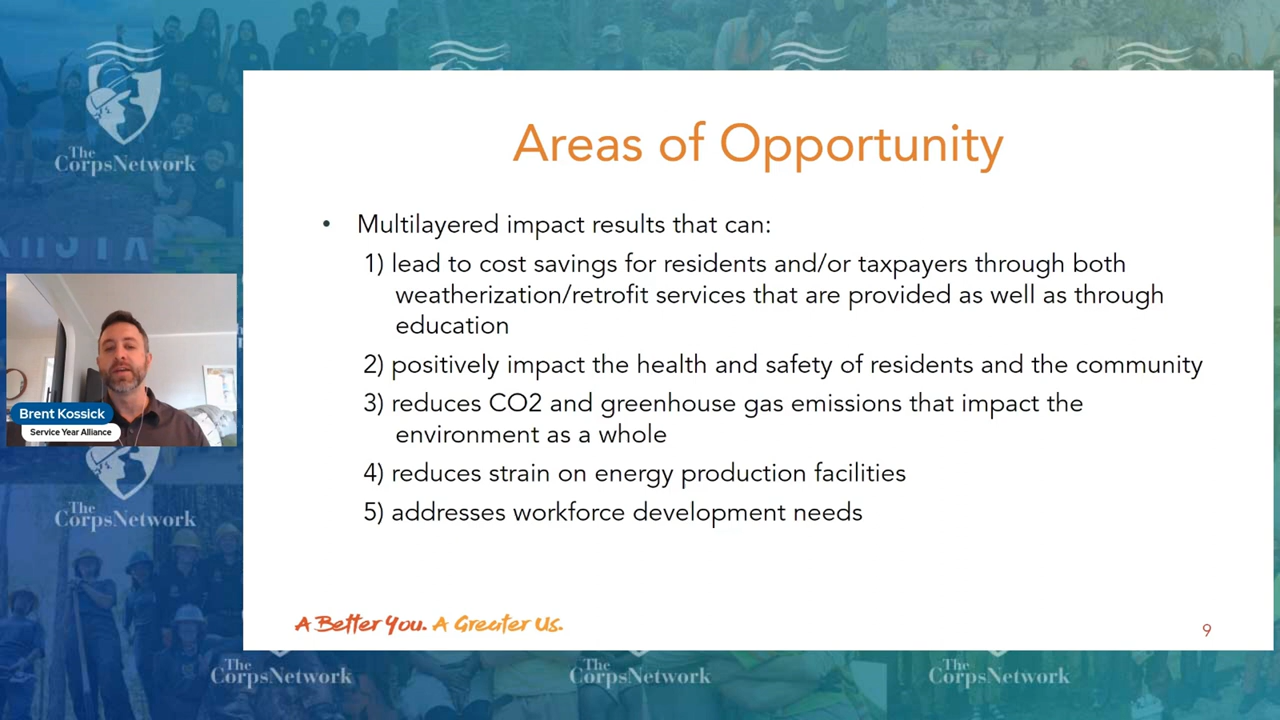 The
CorpsNetwork
Areas of Opportunity
• Multilayered impact results that can:
1) lead to cost savings for residents and/or taxpayers through both
weatherization/retrofit services that are provided as well as through
education
2) positively impact the health and safety of residents and the community
3) reduces CO2 and greenhouse gas emissions that impact the
environment as a whole
4) reduces strain on energy production facilities
5) addresses workforce development needs
Brent Kossick
Service Year Alliance
The
CorpsNetwork
A Better You. A Greater Us.
9
The
CorpsNetwork
The
CorpsNetwork
The
CorpsNetwork